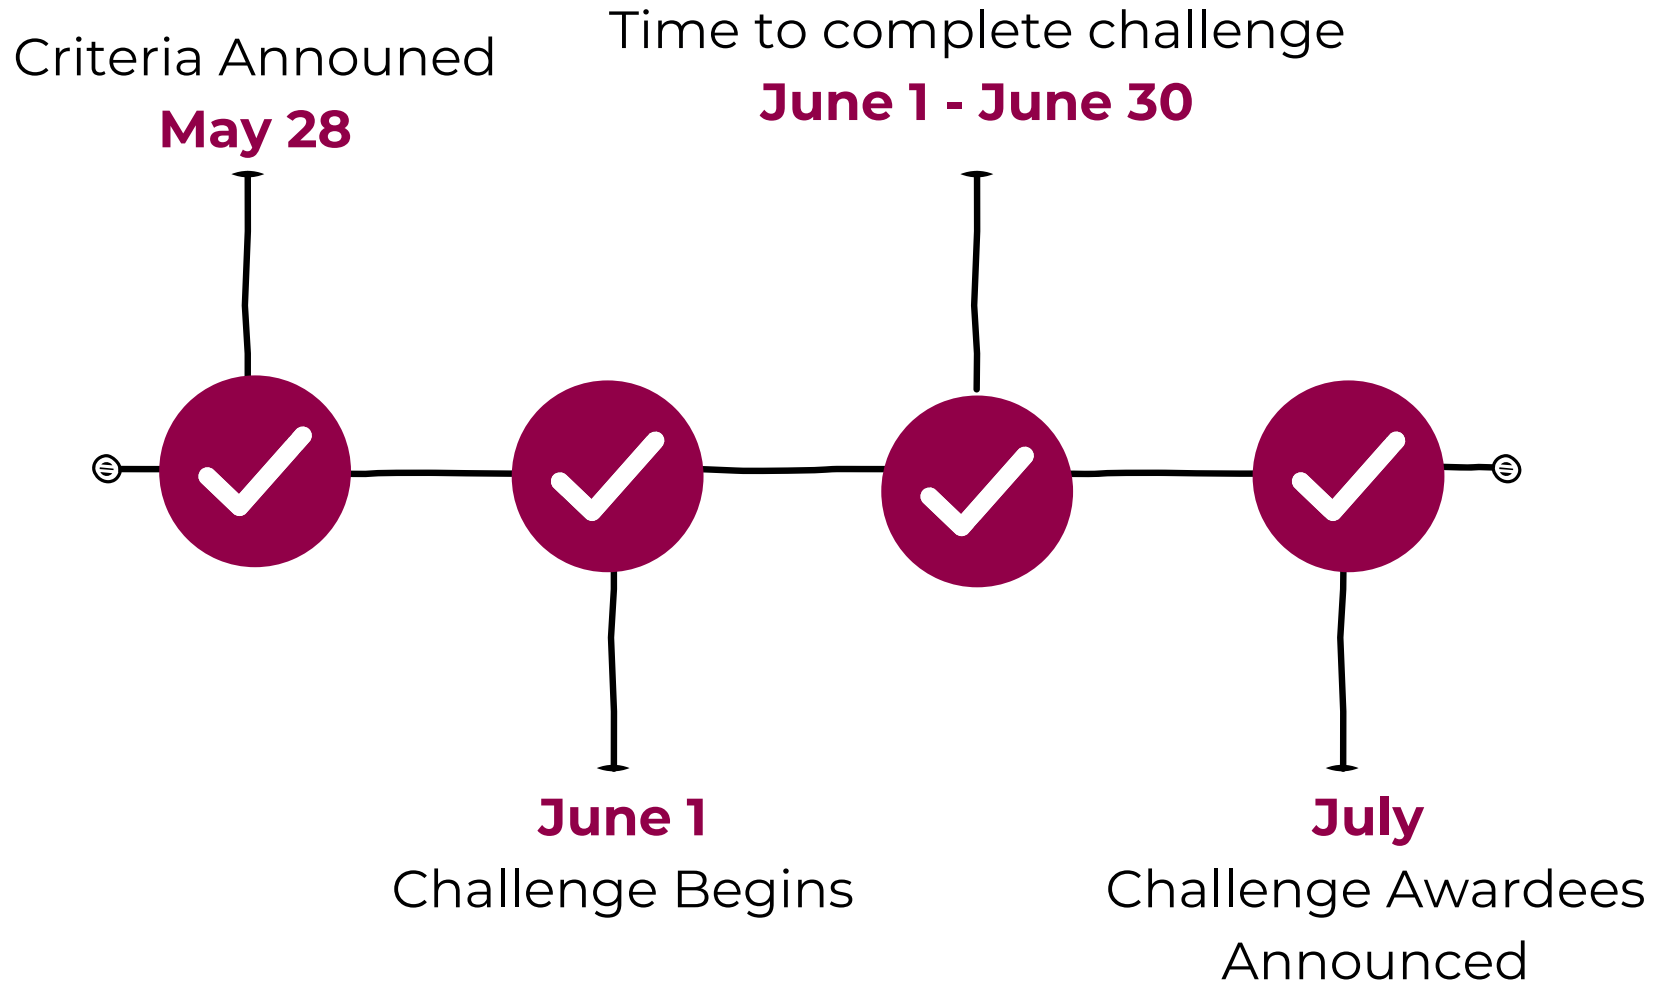 Criteria Announed
May 28
Time to complete challenge
June 1 - June 30
June 1
Challenge Begins
July
Challenge Awardees
Announced